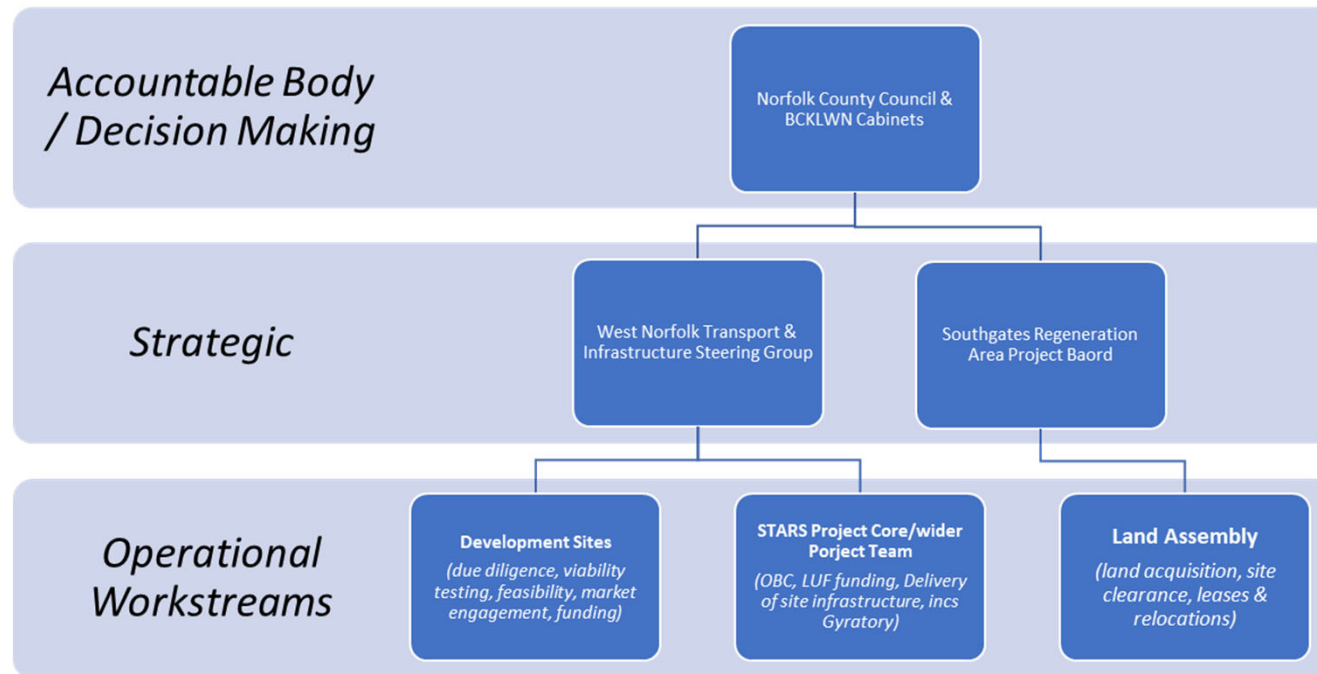 Accountable Body
/ Decision Making
Norfolk County Council &
BCKLWN Cabinets
Strategic
West Norfolk Transport &
Infrastructure Steering Group
Southgates Regeneration
Area Project Baord
Operational
Workstreams
Development Sites
(due diligence, viability
testing, feasibility, market
engagement, funding)
STARS Project Core/wider
Porject Team
(OBC, LUF funding, Delivery
of site infrastructure, incs
Gyratory)
Land Assembly
(land acquisition, site
clearance, leases &
relocations)